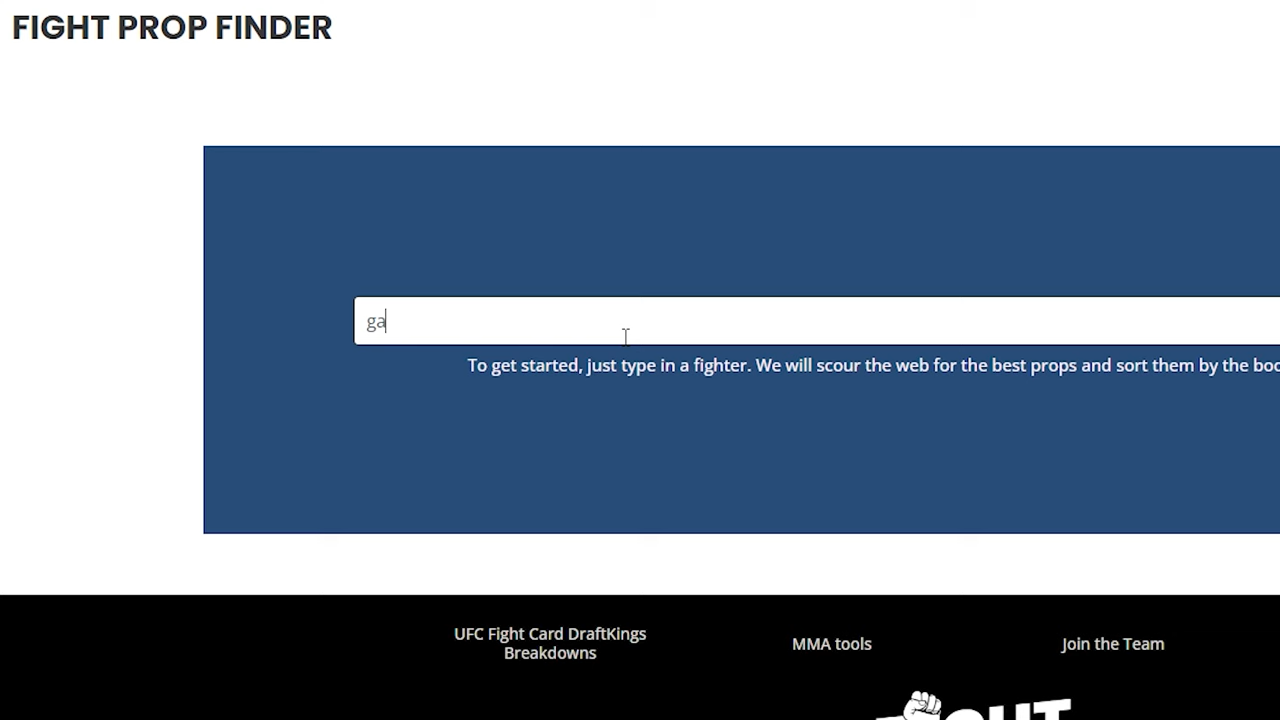 FIGHT PROP FINDER
ga
To get started, just type in a fighter. We will scour the web for the best props and sort them by the
UFC Fight Card DraftKings
Breakdowns
MMA tools
Join the Team